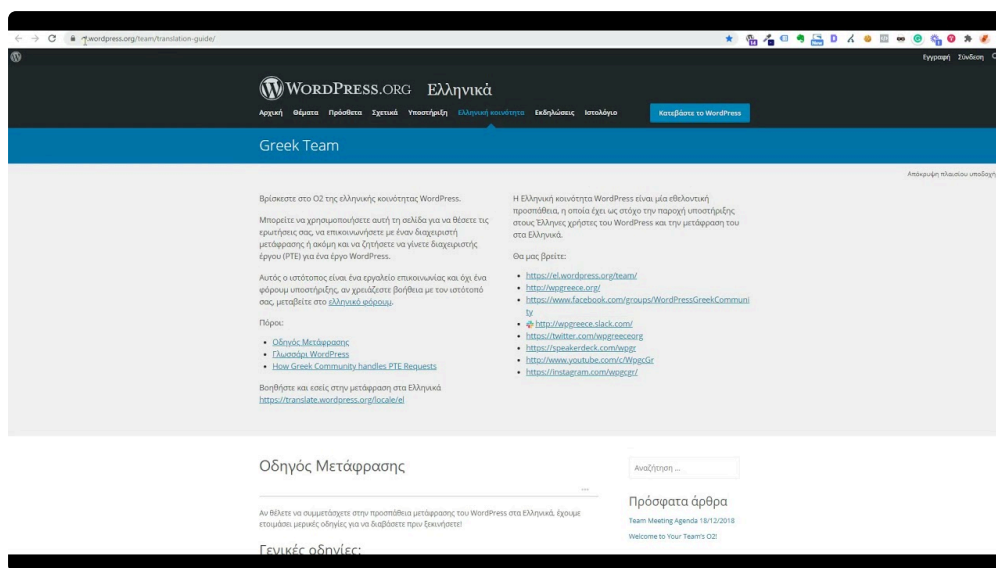 .wordpress.org/team/translation-guide/
Εγγραφή Σύνδεση
WORDPRESS.ORG Ελληνικά
Αρχική Θέματα Πρόσθετα Σχετικά Υποστήριξη Ελληνική κοινότητα Εκδηλώσεις Ιστολόγιο Κατεβάστε το WordPress
Greek Team
Απόκρυψη πλαισίου υποδοχή
Βρίσκεστε στο O2 της ελληνικής κοινότητας WordPress.
Μπορείτε να χρησιμοποιήσετε αυτή τη σελίδα για να θέσετε τις
ερωτήσεις σας, να επικοινωνήσετε με έναν διαχειριστή
μετάφρασης ή ακόμη και να ζητήσετε να γίνετε διαχειριστής
έργου (PTE) για ένα έργο WordPress.
Αυτός ο ιστότοπος είναι ένα εργαλείο επικοινωνίας και όχι ένα
φόρουμ υποστήριξης, αν χρειάζεστε βοήθεια με τον ιστότοπό
σας, μεταβείτε στο ελληνικό φόρουμ.
Πόροι:
Οδηγός Μετάφρασης
Γλωσσάρι WordPress
How Greek Community handles PTE Requests
Βοηθήστε και εσείς στην μετάφραση στα Ελληνικά
https://translate.wordpress.org/locale/el
Η Ελληνική κοινότητα WordPress είναι μία εθελοντική
προσπάθεια, η οποία έχει ως στόχο την παροχή υποστήριξης
στους Έλληνες χρήστες του WordPress και την μετάφραση του
στα Ελληνικά.
Θα μας βρείτε:
https://el.wordpress.org/team/
http://wpgreece.org/
https://www.facebook.com/groups/WordPressGreekCommuni
ty
http://wpgreece.slack.com/
https://twitter.com/wpgreeceorg
https://speakerdeck.com/wpgr
http://www.youtube.com/c/WpgcGr
https://instagram.com/wpgcgr/
Οδηγός Μετάφρασης
Αν θέλετε να συμμετάσχετε στην προσπάθεια μετάφρασης του WordPress στα Ελληνικά, έχουμε
ετοιμάσει μερικές οδηγίες για να διαβάσετε πριν ξεκινήσετε!
Γενικές οδηγίες:
Αναζήτηση ...
Πρόσφατα άρθρα
Team Meeting Agenda 18/12/2018
Welcome to Your Team's O2!